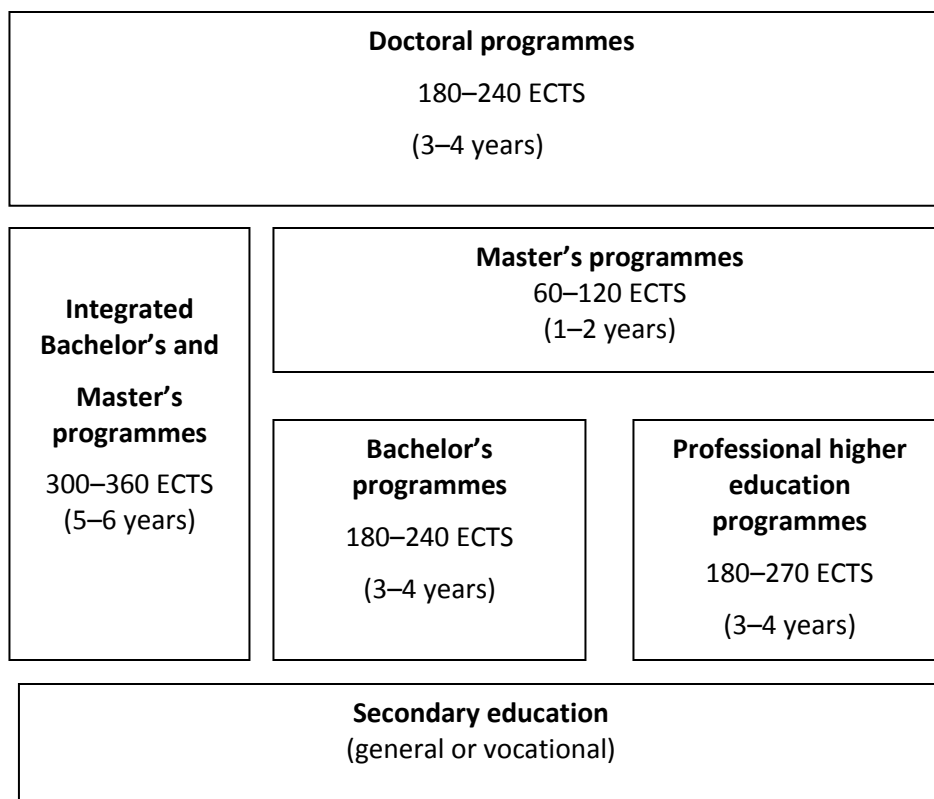 Doctoral programmes
180–240 ECTS
(3–4 years)
Integrated
Bachelor’s and
Master’s
programmes
300–360 ECTS
(5–6 years)
Master’s programmes
60–120 ECTS
(1–2 years)
Bachelor’s
programmes
180–240 ECTS
(3–4 years)
Professional higher
education
programmes
180–270 ECTS
(3–4 years)
Secondary education
(general or vocational)